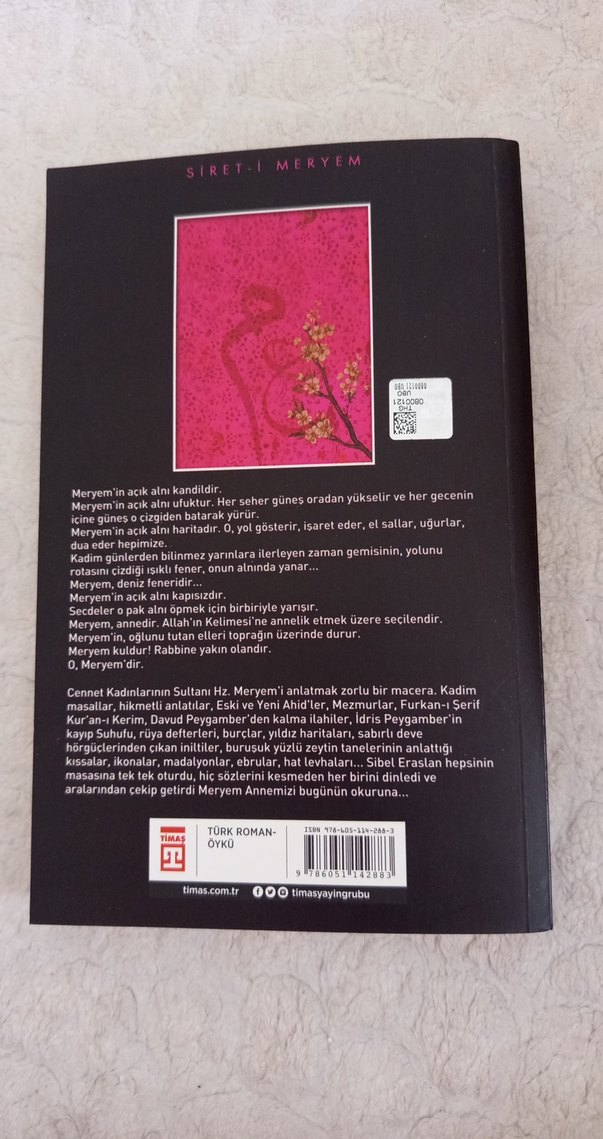 SİRET-İ MERYEM
THG
0800121
UBO
0800121 UBO
Meryem'in açık alnı kandildir.
Meryem'in açık alnı ufuktur. Her seher güneş oradan yükselir ve her gecenin
içine güneş o çizgiden batarak yürür.
Meryem'in açık alnı haritadır. O, yol gösterir, işaret eder, el sallar, uğurlar,
dua eder hepimize.
Kadim günlerden bilinmez yarınlara ilerleyen zaman gemisinin, yolunu
rotasını çizdiği ışıklı fener, onun alnında yanar...
Meryem, deniz feneridir...
Meryem'in açık alnı kapısızdır.
Secdeler o pak alnı öpmek için birbiriyle yarışır.
Meryem, annedir. Allah'ın Kelimesi'ne annelik etmek üzere seçilendir.
Meryem'in, oğlunu tutan elleri toprağın üzerinde durur.
Meryem kuldur! Rabbine yakın olandır.
O, Meryem'dir.
Cennet Kadınlarının Sultanı Hz. Meryem'i anlatmak zorlu bir macera. Kadim
masallar, hikmetli anlatılar, Eski ve Yeni Ahid'ler, Mezmurlar, Furkan-ı Şerif
Kur'an-ı Kerim, Davud Peygamber'den kalma ilahiler, İdris Peygamber'in
kayıp Suhufu, rüya defterleri, burçlar, yıldız haritaları, sabırlı deve
hörgüçlerinden çıkan iniltiler, buruşuk yüzlü zeytin tanelerinin anlattığı
kıssalar, ikonalar, madalyonlar, ebrular, hat levhaları... Sibel Eraslan hepsinin
masasına tek tek oturdu, hiç sözlerini kesmeden her birini dinledi ve
aralarından çekip getirdi Meryem Annemizi bugünün okuruna...
TİMAŞ
TÜRK ROMAN-
ÖYKÜ
ISBN 978-605-114-288-3
9 786051 142883
timas.com.tr
timasyayingrubu